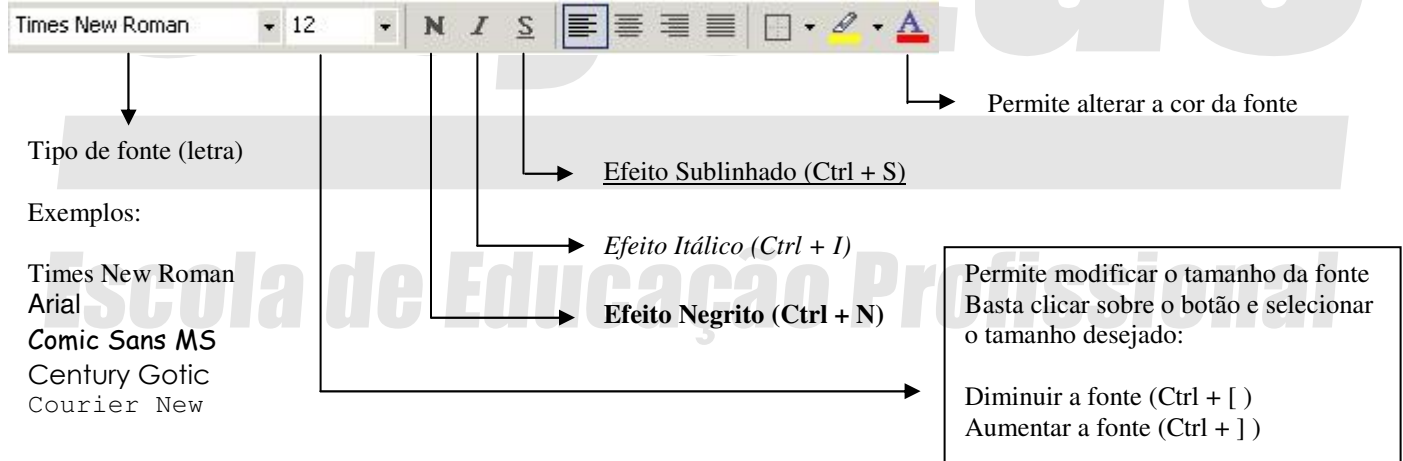 Times New Roman 12 N I S A
Permite alterar a cor da fonte
Tipo de fonte (letra)
Efeito Sublinhado (Ctrl + S)
Exemplos:
Efeito Itálico (Ctrl + I)
Times New Roman
Arial
Comic Sans MS
Century Gotic
Courier New
Efeito Negrito (Ctrl + N)
Permite modificar o tamanho da fonte
Basta clicar sobre o botão e selecionar
o tamanho desejado:
Diminuir a fonte (Ctrl + [ )
Aumentar a fonte (Ctrl + ] )
Escola de Educação Profissional